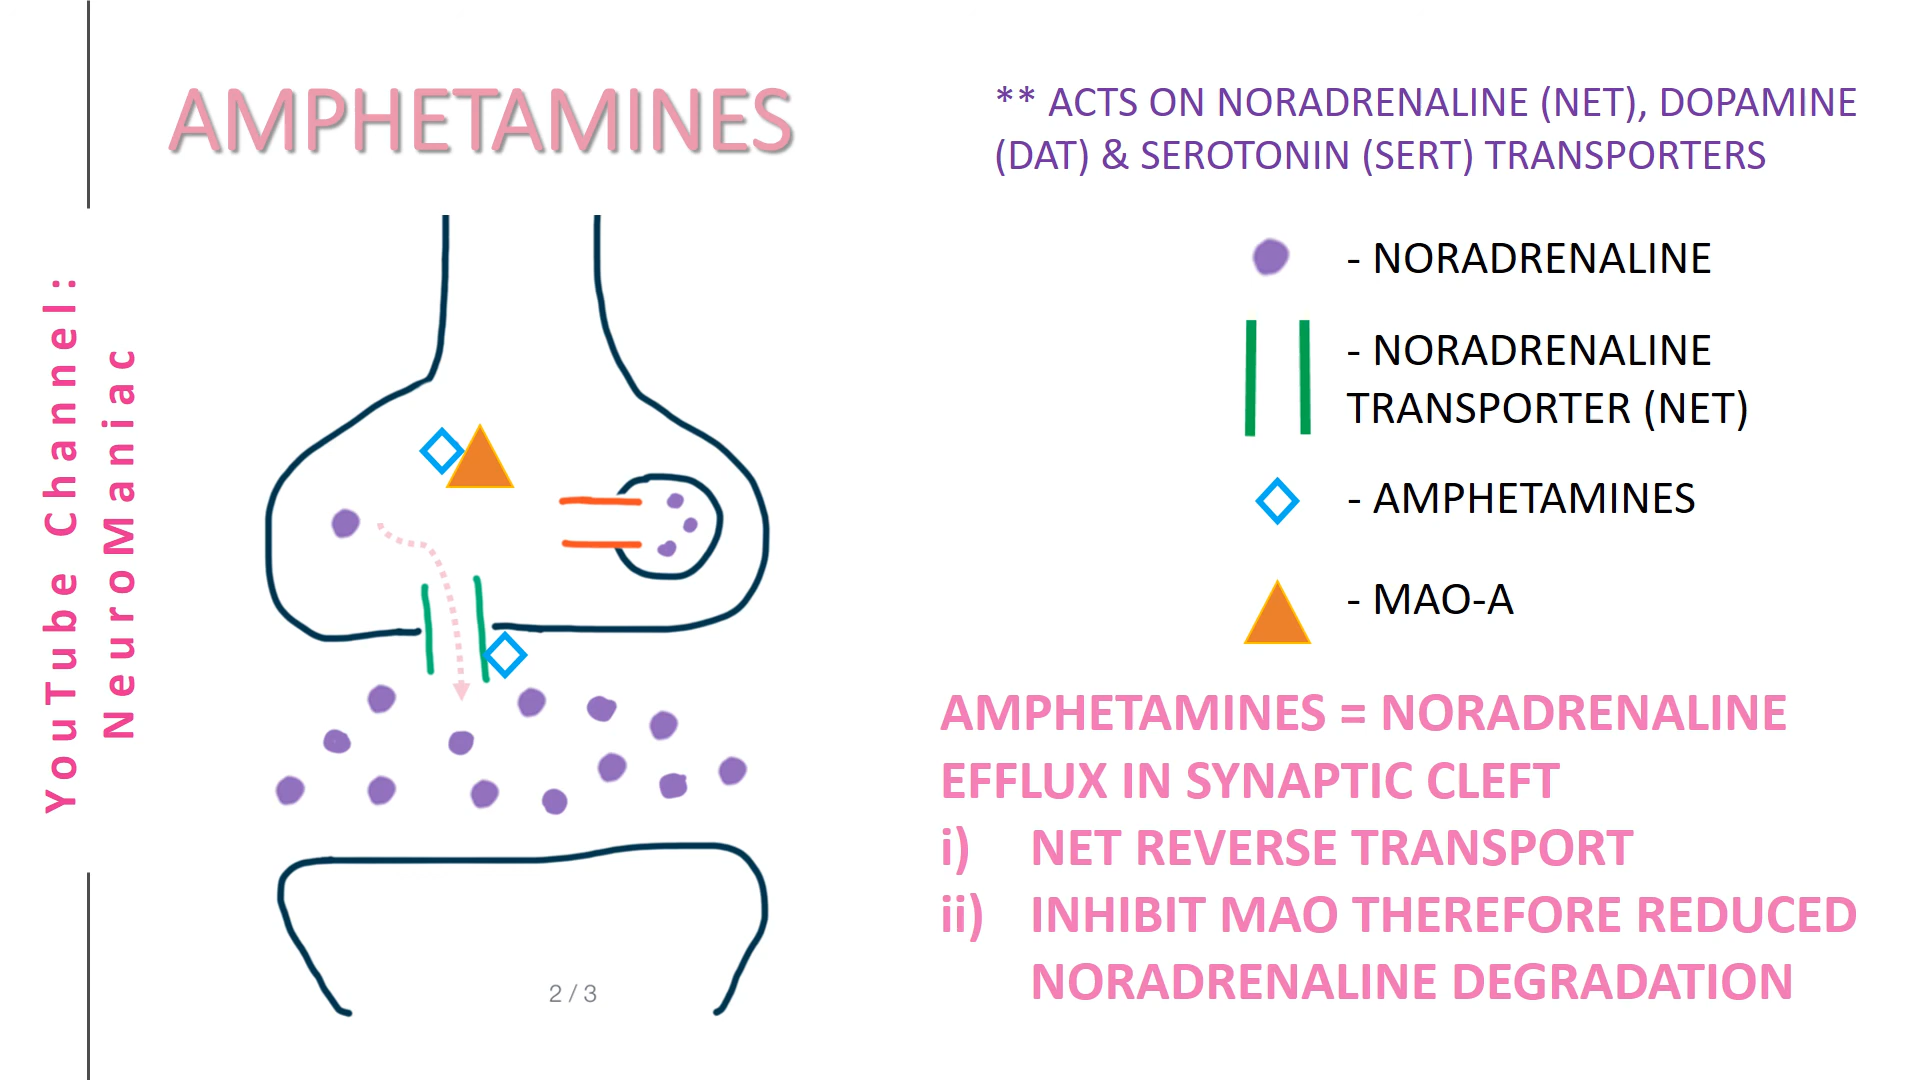 AMPHETAMINES
** ACTS ON NORADRENALINE (NET), DOPAMINE
(DAT) & SEROTONIN (SERT) TRANSPORTERS
YouTube Channel:
NeuroManiac
- NORADRENALINE
- NORADRENALINE
TRANSPORTER (NET)
- AMPHETAMINES
- MAO-A
AMPHETAMINES = NORADRENALINE
EFFLUX IN SYNAPTIC CLEFT
i) NET REVERSE TRANSPORT
ii) INHIBIT MAO THEREFORE REDUCED
NORADRENALINE DEGRADATION
2 / 3